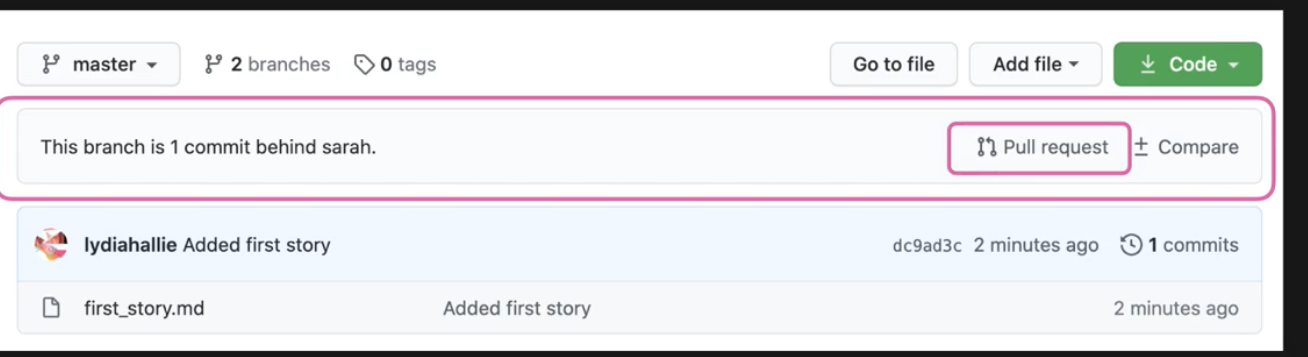 master 2 branches 0 tags Go to file Add file Code
This branch is 1 commit behind sarah. Pull request Compare
lydiahallie Added first story dc9ad3c 2 minutes ago 1 commits
first_story.md Added first story 2 minutes ago